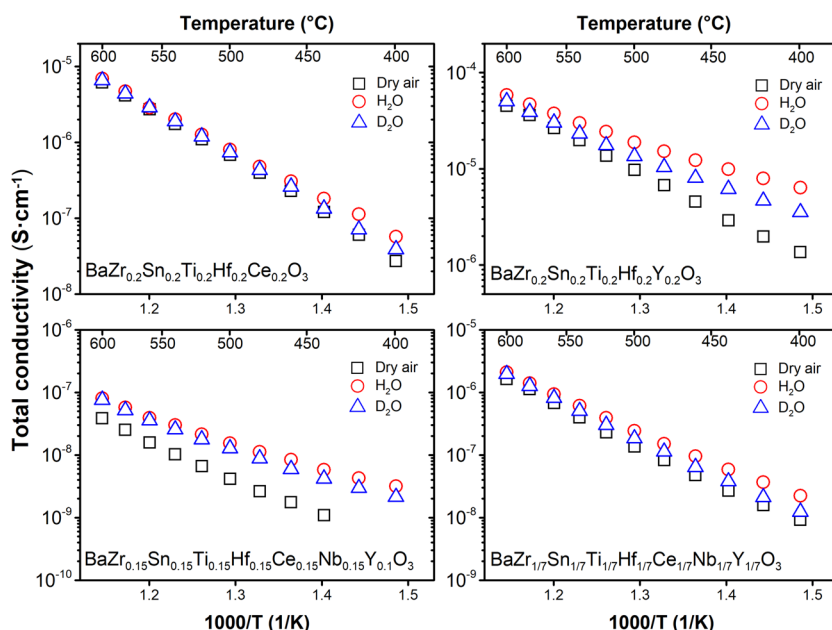 Temperature (°C)
Temperature (°C)
600 550 500 450 400
600 550 500 450 400
10⁻⁵
10⁻⁶
10⁻⁷
10⁻⁸
Dry air
H₂O
D₂O
BaZr₀.₂Sn₀.₂Ti₀.₂Hf₀.₂Ce₀.₂O₃
1.2 1.3 1.4 1.5
10⁻⁴
10⁻⁵
10⁻⁶
Dry air
H₂O
D₂O
BaZr₀.₂Sn₀.₂Ti₀.₂Hf₀.₂Y₀.₂O₃
1.2 1.3 1.4 1.5
Total conductivity (S·cm⁻¹)
600 550 500 450 400
10⁻⁶
10⁻⁷
10⁻⁸
10⁻⁹
10⁻¹⁰
Dry air
H₂O
D₂O
BaZr₀.₁₅Sn₀.₁₅Ti₀.₁₅Hf₀.₁₅Ce₀.₁₅Nb₀.₁₅Y₀.₁O₃
1.2 1.3 1.4 1.5
1000/T (1/K)
600 550 500 450 400
10⁻⁵
10⁻⁶
10⁻⁷
10⁻⁸
10⁻⁹
Dry air
H₂O
D₂O
BaZr₁/₇Sn₁/₇Ti₁/₇Hf₁/₇Ce₁/₇Nb₁/₇Y₁/₇O₃
1.2 1.3 1.4 1.5
1000/T (1/K)